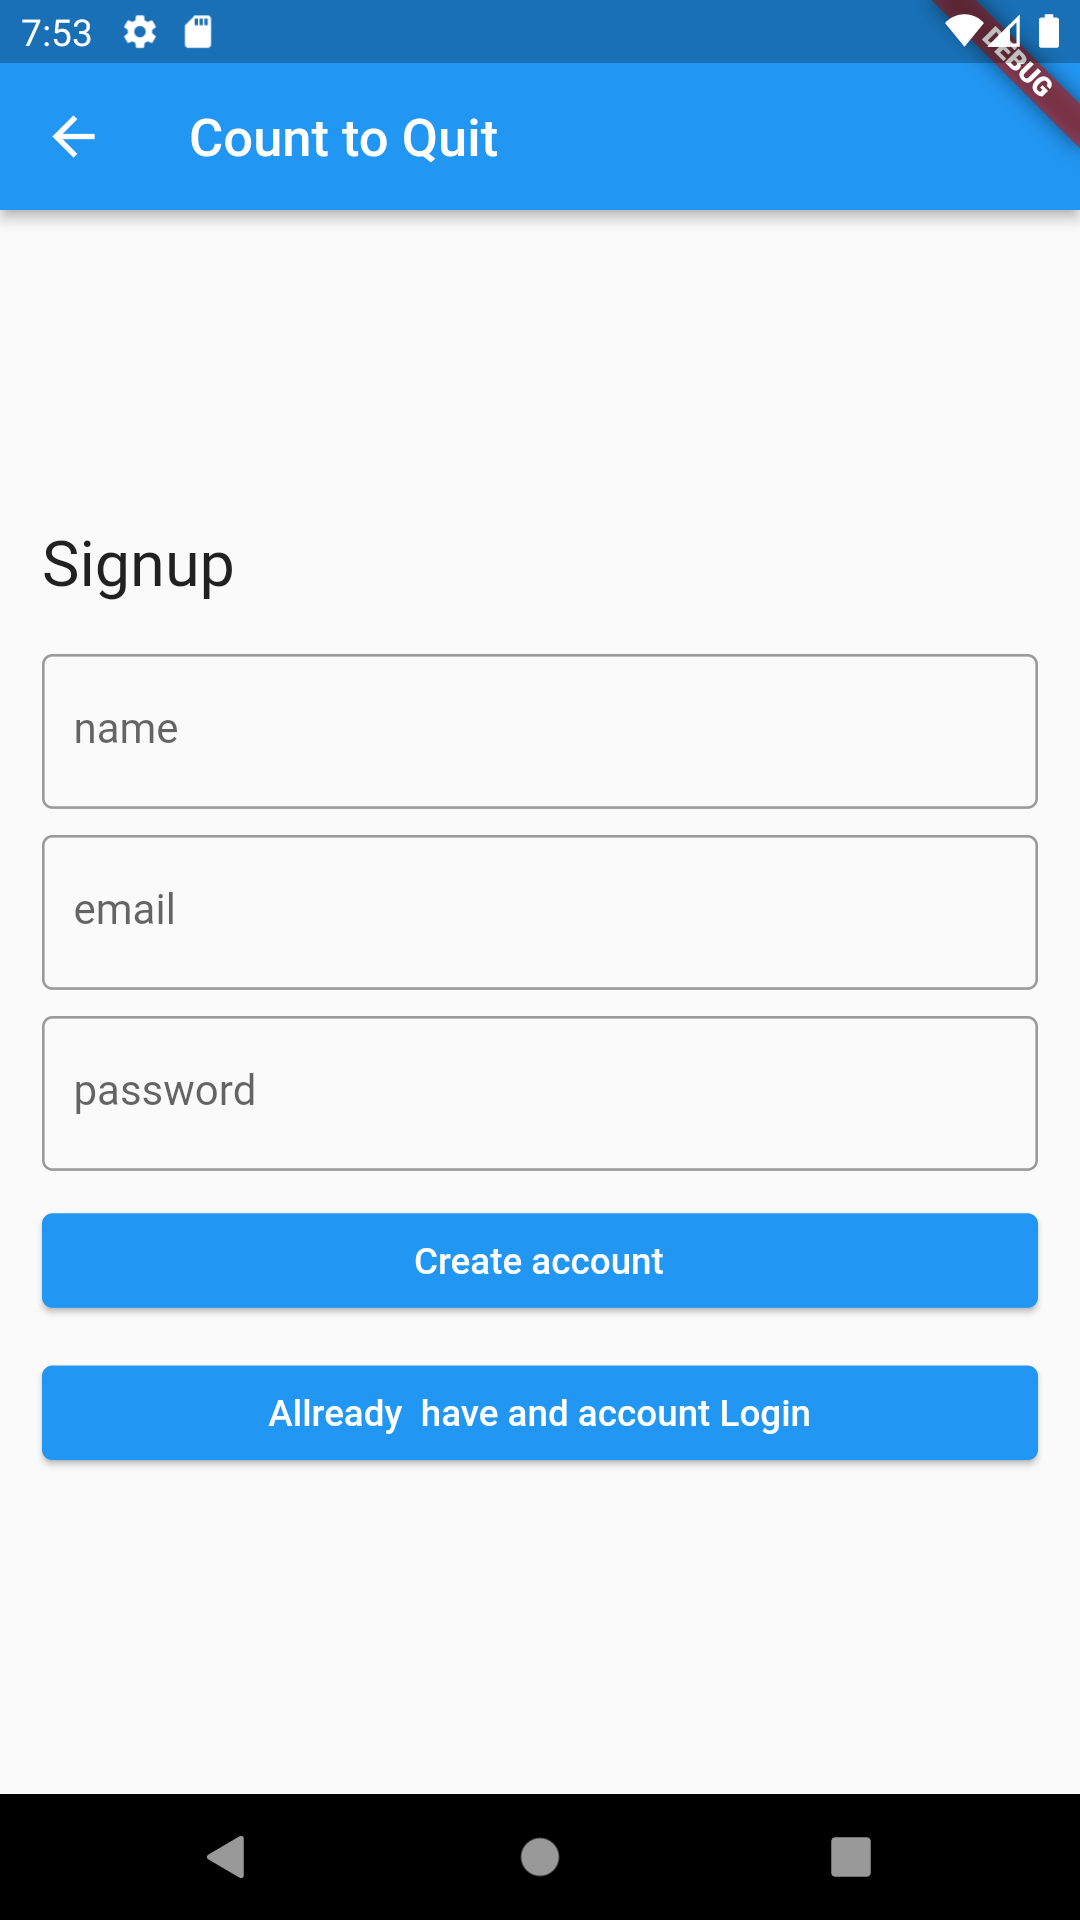 7:53
DEBUG
Count to Quit
Signup
name
email
password
Create account
Allready  have and account Login